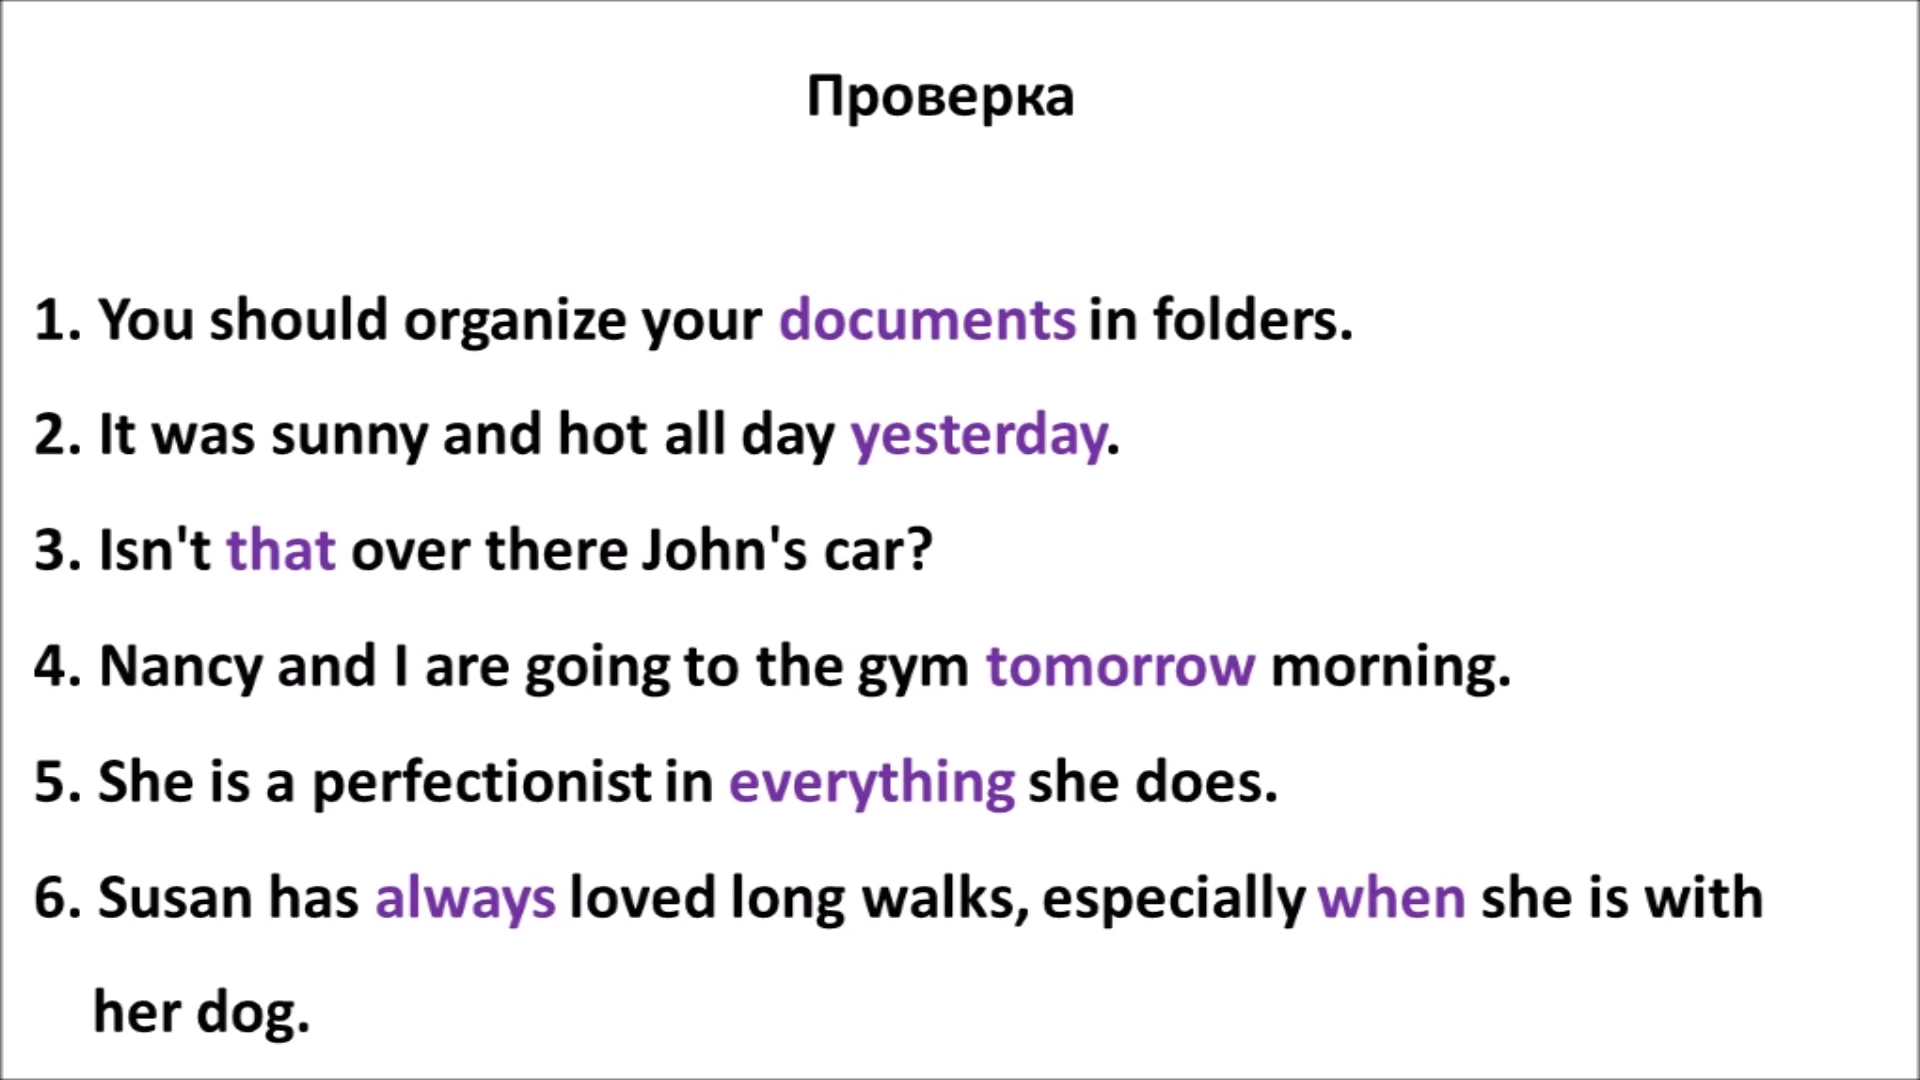 Проверка
1. You should organize your documents in folders.
2. It was sunny and hot all day yesterday.
3. Isn't that over there John's car?
4. Nancy and I are going to the gym tomorrow morning.
5. She is a perfectionist in everything she does.
6. Susan has always loved long walks, especially when she is with
her dog.